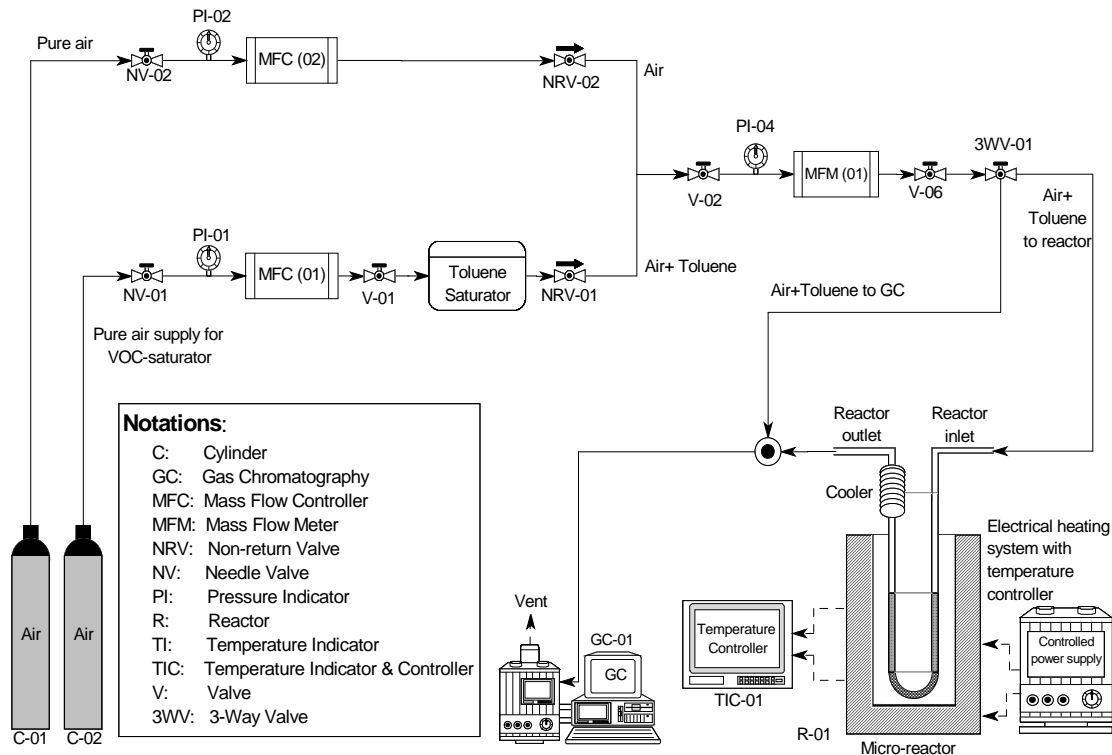 PI-02
Pure air
NV-02
MFC (02)
NRV-02
Air
PI-04
3WV-01
V-02
MFM (01)
V-06
Air+
Toluene
to reactor
PI-01
NV-01
MFC (01)
V-01
Toluene
Saturator
NRV-01
Air+ Toluene
Air+Toluene to GC
Pure air supply for
VOC-saturator
Notations:
C: Cylinder
GC: Gas Chromatography
MFC: Mass Flow Controller
MFM: Mass Flow Meter
NRV: Non-return Valve
NV: Needle Valve
PI: Pressure Indicator
R: Reactor
TI: Temperature Indicator
TIC: Temperature Indicator & Controller
V: Valve
3WV: 3-Way Valve
Air
Air
C-01
C-02
Reactor
outlet
Reactor
inlet
Cooler
Electrical heating
system with
temperature
controller
Vent
GC-01
GC
Temperature
Controller
TIC-01
Controlled
power supply
R-01
Micro-reactor